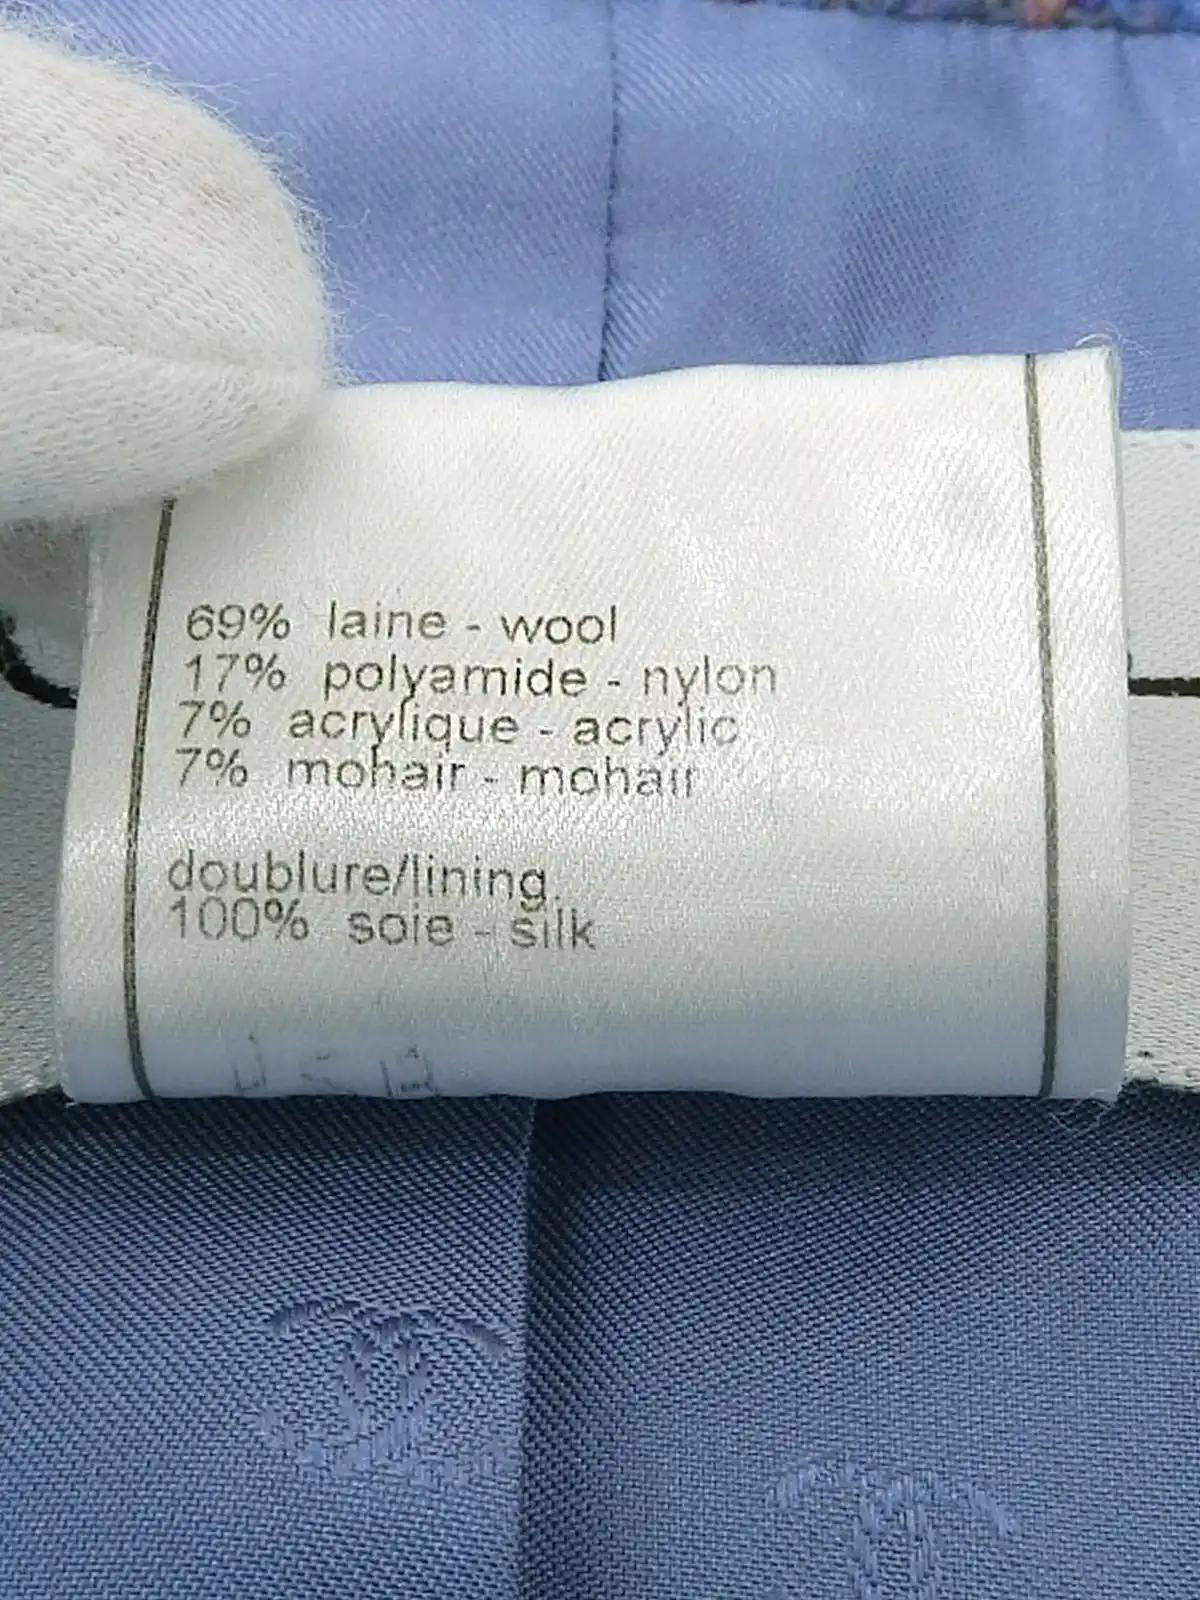 69% laine - wool
17% polyamide - nylon
7% acrylique - acrylic
7% mohair - mohair
doublure/lining
100% soie - silk